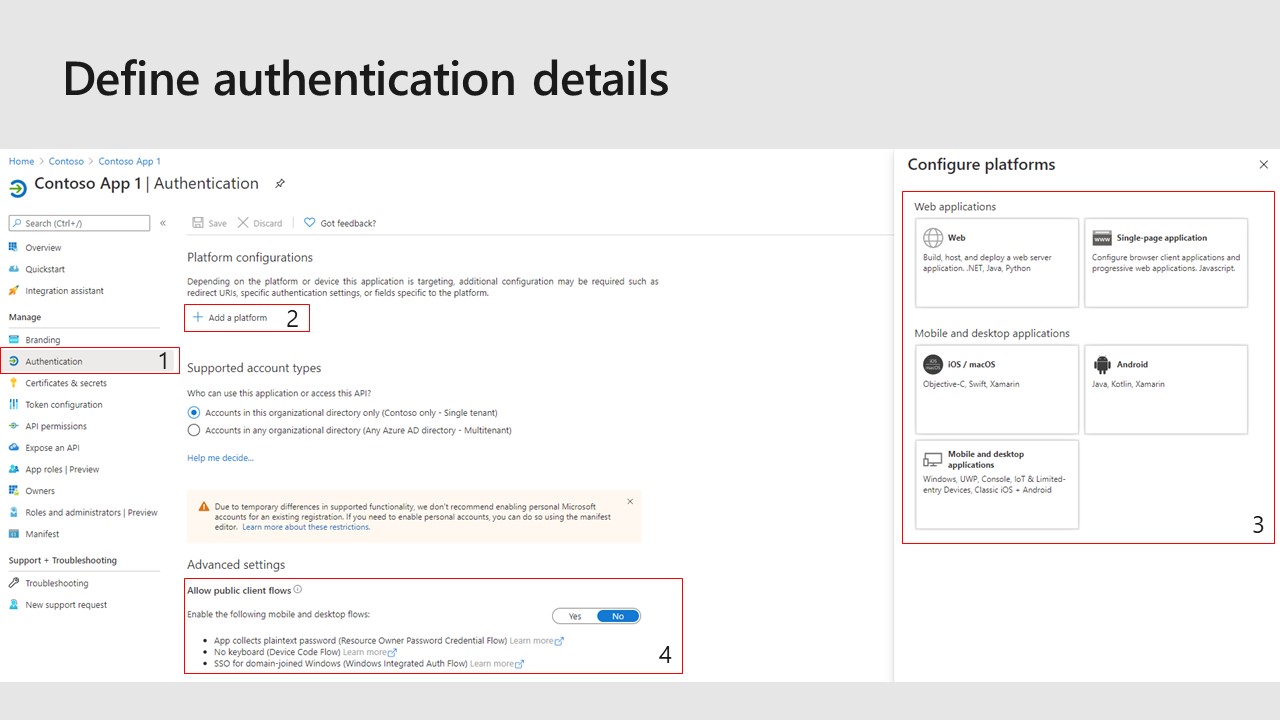 Define authentication details
Home > Contoso > Contoso App 1
Contoso App 1 | Authentication
Search (Ctrl+/)
«
Overview
Quickstart
Integration assistant
Manage
Branding
Authentication
1
Certificates & secrets
Token configuration
API permissions
Expose an API
App roles | Preview
Owners
Roles and administrators | Preview
Manifest
Support + Troubleshooting
Troubleshooting
New support request
Save
Discard
Got feedback?
Platform configurations
Depending on the platform or device this application is targeting, additional configuration may be required such as
redirect URIs, specific authentication settings, or fields specific to the platform.
+ Add a platform
2
Supported account types
Who can use this application or access this API?
Accounts in this organizational directory only (Contoso only - Single tenant)
Accounts in any organizational directory (Any Azure AD directory - Multitenant)
Help me decide...
Due to temporary differences in supported functionality, we don't recommend enabling personal Microsoft
accounts for an existing registration. If you need to enable personal accounts, you can do so using the manifest
editor. Learn more about these restrictions.
Advanced settings
Allow public client flows
Enable the following mobile and desktop flows:
Yes
No
• App collects plaintext password (Resource Owner Password Credential Flow) Learn more
• No keyboard (Device Code Flow) Learn more
• SSO for domain-joined Windows (Windows Integrated Auth Flow) Learn more
4
Configure platforms
Web applications
Web
Build, host, and deploy a web server
application. .NET, Java, Python
www
Single-page application
Configure browser client applications and
progressive web applications. Javascript.
Mobile and desktop applications
iOS
macOS
iOS / macOS
Objective-C, Swift, Xamarin
Android
Java, Kotlin, Xamarin
Mobile and desktop
applications
Windows, UWP, Console, IoT & Limited-
entry Devices, Classic iOS + Android
3